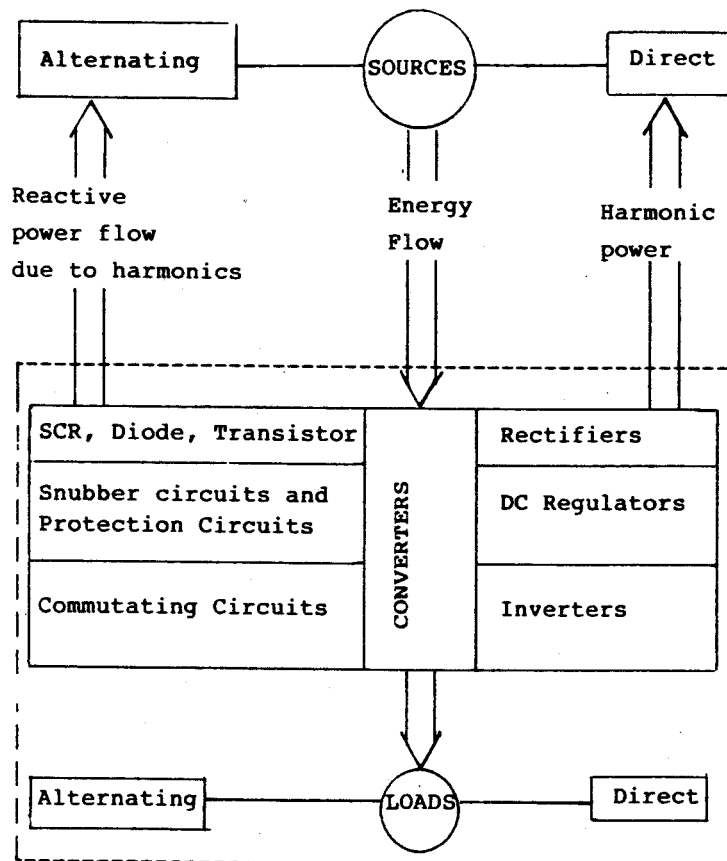 Alternating
SOURCES
Direct
Reactive
power flow
due to harmonics
Energy
Flow
Harmonic
power
SCR, Diode, Transistor
Snubber circuits and
Protection Circuits
Commutating Circuits
CONVERTERS
Rectifiers
DC Regulators
Inverters
Alternating
LOADS
Direct